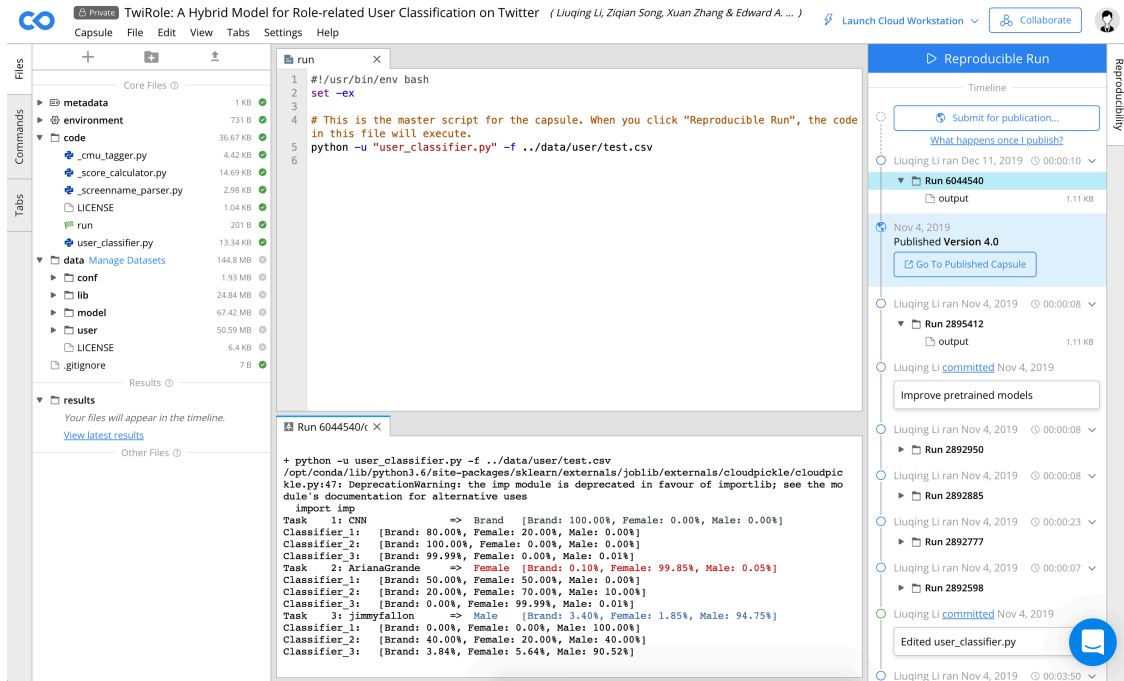 Private TwiRole: A Hybrid Model for Role-related User Classification on Twitter ( Liuqing Li, Ziqian Song, Xuan Zhang & Edward A. ... )
Capsule File Edit View Tabs Settings Help
Launch Cloud Workstation
Collaborate
Files
Commands
Tabs
Core Files
metadata 1 KB
environment 731 B
code 36.67 KB
_cmu_tagger.py 4.42 KB
_score_calculator.py 14.69 KB
_screenname_parser.py 2.98 KB
LICENSE 1.04 KB
run 201 B
user_classifier.py 13.34 KB
data Manage Datasets 144.8 MB
conf 1.93 MB
lib 24.84 MB
model 67.42 MB
user 50.59 MB
LICENSE 6.4 KB
.gitignore 7 B
Results
results
Your files will appear in the timeline.
View latest results
Other Files
run
1 #!/usr/bin/env bash
2 set -ex
3
4 # This is the master script for the capsule. When you click "Reproducible Run", the code
in this file will execute.
5 python -u "user_classifier.py" -f ../data/user/test.csv
6
Run 6044540/c
+ python -u user_classifier.py -f ../data/user/test.csv
/opt/conda/lib/python3.6/site-packages/sklearn/externals/joblib/externals/cloudpickle/cloudpic
kle.py:47: DeprecationWarning: the imp module is deprecated in favour of importlib; see the mo
dule's documentation for alternative uses
import imp
Task 1: CNN => Brand [Brand: 100.00%, Female: 0.00%, Male: 0.00%]
Classifier_1: [Brand: 80.00%, Female: 20.00%, Male: 0.00%]
Classifier_2: [Brand: 100.00%, Female: 0.00%, Male: 0.00%]
Classifier_3: [Brand: 99.99%, Female: 0.00%, Male: 0.01%]
Task 2: ArianaGrande => Female [Brand: 0.10%, Female: 99.85%, Male: 0.05%]
Classifier_1: [Brand: 50.00%, Female: 50.00%, Male: 0.00%]
Classifier_2: [Brand: 20.00%, Female: 70.00%, Male: 10.00%]
Classifier_3: [Brand: 0.00%, Female: 99.99%, Male: 0.01%]
Task 3: jimmyfallon => Male [Brand: 3.40%, Female: 1.85%, Male: 94.75%]
Classifier_1: [Brand: 0.00%, Female: 0.00%, Male: 100.00%]
Classifier_2: [Brand: 40.00%, Female: 20.00%, Male: 40.00%]
Classifier_3: [Brand: 3.84%, Female: 5.64%, Male: 90.52%]
Reproducible Run
Reproducibility
Timeline
Submit for publication...
What happens once I publish?
Liuqing Li ran Dec 11, 2019 00:00:10
Run 6044540
output 1.11 KB
Nov 4, 2019
Published Version 4.0
Go To Published Capsule
Liuqing Li ran Nov 4, 2019 00:00:08
Run 2895412
output 1.11 KB
Liuqing Li committed Nov 4, 2019
Improve pretrained models
Liuqing Li ran Nov 4, 2019 00:00:08
Run 2892950
Liuqing Li ran Nov 4, 2019 00:00:08
Run 2892885
Liuqing Li ran Nov 4, 2019 00:00:23
Run 2892777
Liuqing Li ran Nov 4, 2019 00:00:07
Run 2892598
Liuqing Li committed Nov 4, 2019
Edited user_classifier.py
Liuqing Li ran Nov 4, 2019 00:03:50